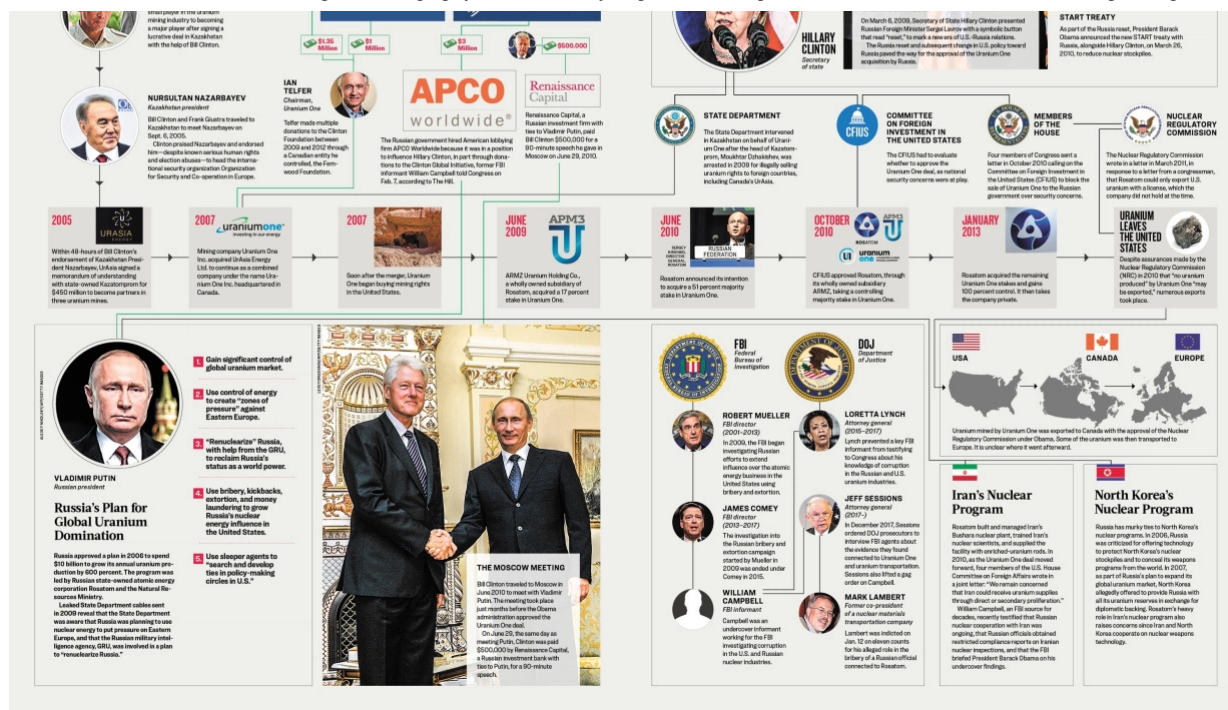 small player in the uranium
mining industry to becoming
a major player after signing a
lucrative deal in Kazakhstan
with the help of Bill Clinton.
$1.35
Million
$1
Million
$3
Million
$500,000
HILLARY
CLINTON
Secretary
of state
On March 6, 2009, Secretary of State Hillary Clinton presented
Russian Foreign Minister Sergei Lavrov with a symbolic button
that read "reset," to mark a new era of U.S.-Russia relations.
The Russia reset and subsequent change in U.S. policy toward
Russia paved the way for the approval of the Uranium One
acquisition by Russia.
START TREATY
As part of the Russia reset, President Barack
Obama announced the new START treaty with
Russia, alongside Hillary Clinton, on March 26,
2010, to reduce nuclear stockpiles.
NURSULTAN NAZARBAYEV
Kazakhstan president
Bill Clinton and Frank Giustra traveled to
Kazakhstan to meet Nazarbayev on
Sept. 6, 2005.
Clinton praised Nazarbayev and endorsed
him—despite known serious human rights
and election abuses—to head the interna-
tional security organization Organization
for Security and Co-operation in Europe.
IAN
TELFER
Chairman,
Uranium One
Telfer made multiple
donations to the Clinton
Foundation between
2009 and 2012 through
a Canadian entity he
controlled, the Fern-
wood Foundation.
APCO
worldwide®
The Russian government hired American lobbying
firm APCO Worldwide because it was in a position
to influence Hillary Clinton, in part through dona-
tions to the Clinton Global Initiative, former FBI
informant William Campbell told Congress on
Feb. 7, according to The Hill.
Renaissance
Capital
Renaissance Capital, a
Russian investment firm with
ties to Vladimir Putin, paid
Bill Clinton $500,000 for a
90-minute speech he gave in
Moscow on June 29, 2010.
STATE DEPARTMENT
The State Department intervened
in Kazakhstan on behalf of Urani-
um One after the head of Kazatom-
prom, Moukhtar Dzhakishev, was
arrested in 2009 for illegally selling
uranium rights to foreign countries,
including Canada's UrAsia.
CFIUS
COMMITTEE
ON FOREIGN
INVESTMENT IN
THE UNITED STATES
The CFIUS had to evaluate
whether to approve the
Uranium One deal, as national
security concerns were at play.
MEMBERS
OF THE
HOUSE
Four members of Congress sent a
letter in October 2010 calling on the
Committee on Foreign Investment in
the United States (CFIUS) to block the
sale of Uranium One to the Russian
government over security concerns.
NUCLEAR
REGULATORY
COMMISSION
The Nuclear Regulatory Commission
wrote in a letter in March 2011, in
response to a letter from a congressman,
that Rosatom could only export U.S.
uranium with a license, which the
company did not hold at the time.
2005
URASIA
ENERGY
Within 48-hours of Bill Clinton's
endorsement of Kazakhstan Presi-
dent Nazarbayev, UrAsia signed a
memorandum of understanding
with state-owned Kazatomprom for
$450 million to become partners in
three uranium mines.
2007
uraniumone™
investing in our energy
Mining company Uranium One
Inc. acquired UrAsia Energy
Ltd. to continue as a combined
company under the name Ura-
nium One Inc. headquartered in
Canada.
2007
Soon after the merger, Uranium
One began buying mining rights
in the United States.
JUNE
2009
АРМЗ
ARMZ Uranium Holding Co.,
a wholly owned subsidiary of
Rosatom, acquired a 17 percent
stake in Uranium One.
JUNE
2010
SERGEY
KIRIENKO,
DIRECTOR
GENERAL,
ROSATOM
RUSSIAN
FEDERATION
Rosatom announced its intention
to acquire a 51 percent majority
stake in Uranium One.
OCTOBER
2010
ROSATOM
АРМЗ
uraniumone
CFIUS approved Rosatom, through
its wholly owned subsidiary
ARMZ, taking a controlling
majority stake in Uranium One.
JANUARY
2013
Rosatom acquired the remaining
Uranium One stakes and gains
100 percent control. It then takes
the company private.
URANIUM
LEAVES
THE UNITED
STATES
Despite assurances made by the
Nuclear Regulatory Commission
(NRC) in 2010 that "no uranium
produced" by Uranium One "may
be exported," numerous exports
took place.
VLADIMIR PUTIN
Russian president
Russia's Plan for
Global Uranium
Domination
Russia approved a plan in 2006 to spend
$10 billion to grow its annual uranium pro-
duction by 600 percent. The program was
led by Russian state-owned atomic energy
corporation Rosatom and the Natural Re-
sources Ministry.
Leaked State Department cables sent
in 2009 reveal that the State Department
was aware that Russia was planning to use
nuclear energy to put pressure on Eastern
Europe, and that the Russian military intel-
ligence agency, GRU, was involved in a plan
to "renuclearize Russia."
1. Gain significant control of
global uranium market.
2. Use control of energy
to create "zones of
pressure" against
Eastern Europe.
3. "Renuclearize" Russia,
with help from the GRU,
to reclaim Russia's
status as a world power.
4. Use bribery, kickbacks,
extortion, and money
laundering to grow
Russia's nuclear
energy influence in
the United States.
5. Use sleeper agents to
"search and develop
ties in policy-making
circles in U.S."
THE MOSCOW MEETING
Bill Clinton traveled to Moscow in
June 2010 to meet with Vladimir
Putin. The meeting took place
just months before the Obama
administration approved the
Uranium One deal.
On June 29, the same day as
meeting Putin, Clinton was paid
$500,000 by Renaissance Capital,
a Russian investment bank with
ties to Putin, for a 90-minute
speech.
FBI
Federal
Bureau of
Investigation
DOJ
Department
of Justice
ROBERT MUELLER
FBI director
(2001–2013)
In 2009, the FBI began
investigating Russian
efforts to extend
influence over the atomic
energy business in the
United States using
bribery and extortion.
JAMES COMEY
FBI director
(2013–2017)
The investigation into
the Russian bribery and
extortion campaign
started by Mueller in
2009 was ended under
Comey in 2015.
WILLIAM
CAMPBELL
FBI informant
Campbell was an
undercover informant
working for the FBI
investigating corruption
in the U.S. and Russian
nuclear industries.
LORETTA LYNCH
Attorney general
(2015–2017)
Lynch prevented a key FBI
informant from testifying
to Congress about his
knowledge of corruption
in the Russian and U.S.
uranium industries.
JEFF SESSIONS
Attorney general
(2017–)
In December 2017, Sessions
ordered DOJ prosecutors to
interview FBI agents about
the evidence they found
connected to Uranium One
and uranium transportation.
Sessions also lifted a gag
order on Campbell.
MARK LAMBERT
Former co-president
of a nuclear materials
transportation company
Lambert was indicted on
Jan. 12 on eleven counts
for his alleged role in the
bribery of a Russian official
connected to Rosatom.
USA
CANADA
EUROPE
Uranium mined by Uranium One was exported to Canada with the approval of the Nuclear
Regulatory Commission under Obama. Some of the uranium was then transported to
Europe. It is unclear where it went afterward.
Iran's Nuclear
Program
Rosatom built and managed Iran's
Bushara nuclear plant, trained Iran's
nuclear scientists, and supplied the
facility with enriched-uranium rods. In
2010, as the Uranium One deal moved
forward, four members of the U.S. House
Committee on Foreign Affairs wrote in
a joint letter: "We remain concerned
that Iran could receive uranium supplies
through direct or secondary proliferation."
William Campbell, an FBI source for
decades, recently testified that Russian
nuclear cooperation with Iran was
ongoing, that Russian officials obtained
restricted compliance reports on Iranian
nuclear inspections, and that the FBI
briefed President Barack Obama on his
undercover findings.
North Korea's
Nuclear Program
Russia has murky ties to North Korea's
nuclear program. In 2006, Russia
was criticized for offering technology
to protect North Korea's nuclear
stockpiles and to conceal its weapons
programs from the world. In 2007,
as part of Russia's plan to expand its
global uranium market, North Korea
allegedly offered to provide Russia with
all its uranium reserves in exchange for
diplomatic backing. Rosatom's heavy
role in Iran's nuclear program also
raises concerns since Iran and North
Korea cooperate on nuclear weapons
technology.